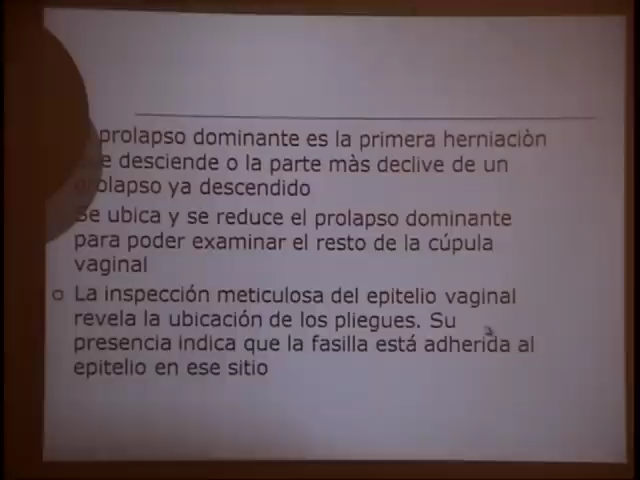 prolapso dominante es la primera herniaciòn
desciende o la parte màs declive de un
prolapso ya descendido
Se ubica y se reduce el prolapso dominante
para poder examinar el resto de la cúpula
vaginal
o La inspección meticulosa del epitelio vaginal
revela la ubicación de los pliegues. Su
presencia indica que la fasilla está adherida al
epitelio en ese sitio